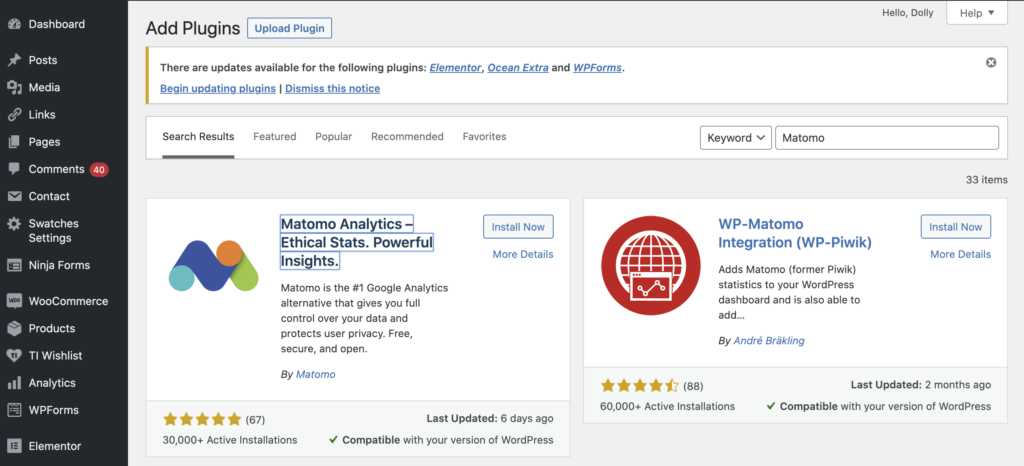 Dashboard
Posts
Media
Links
Pages
Comments 40
Contact
Swatches
Settings
Ninja Forms
WOO WooCommerce
Products
TI Wishlist
Analytics
WPForms
Elementor
Hello, Dolly
Help ▼
Add Plugins Upload Plugin
There are updates available for the following plugins: Elementor, Ocean Extra and WPForms.
Begin updating plugins | Dismiss this notice
Search Results Featured Popular Recommended Favorites Keyword Matomo
33 items
Matomo Analytics –
Ethical Stats. Powerful
Insights.
Install Now
More Details
Matomo is the #1 Google Analytics
alternative that gives you full
control over your data and
protects user privacy. Free,
secure, and open.
By Matomo
(67)
Last Updated: 6 days ago
30,000+ Active Installations
✓ Compatible with your version of WordPress
WP-Matomo
Integration (WP-Piwik)
Install Now
More Details
Adds Matomo (former Piwik)
statistics to your WordPress
dashboard and is also able to
add...
By André Bräkling
(88)
Last Updated: 2 months ago
60,000+ Active Installations
✓ Compatible with your version of WordPress